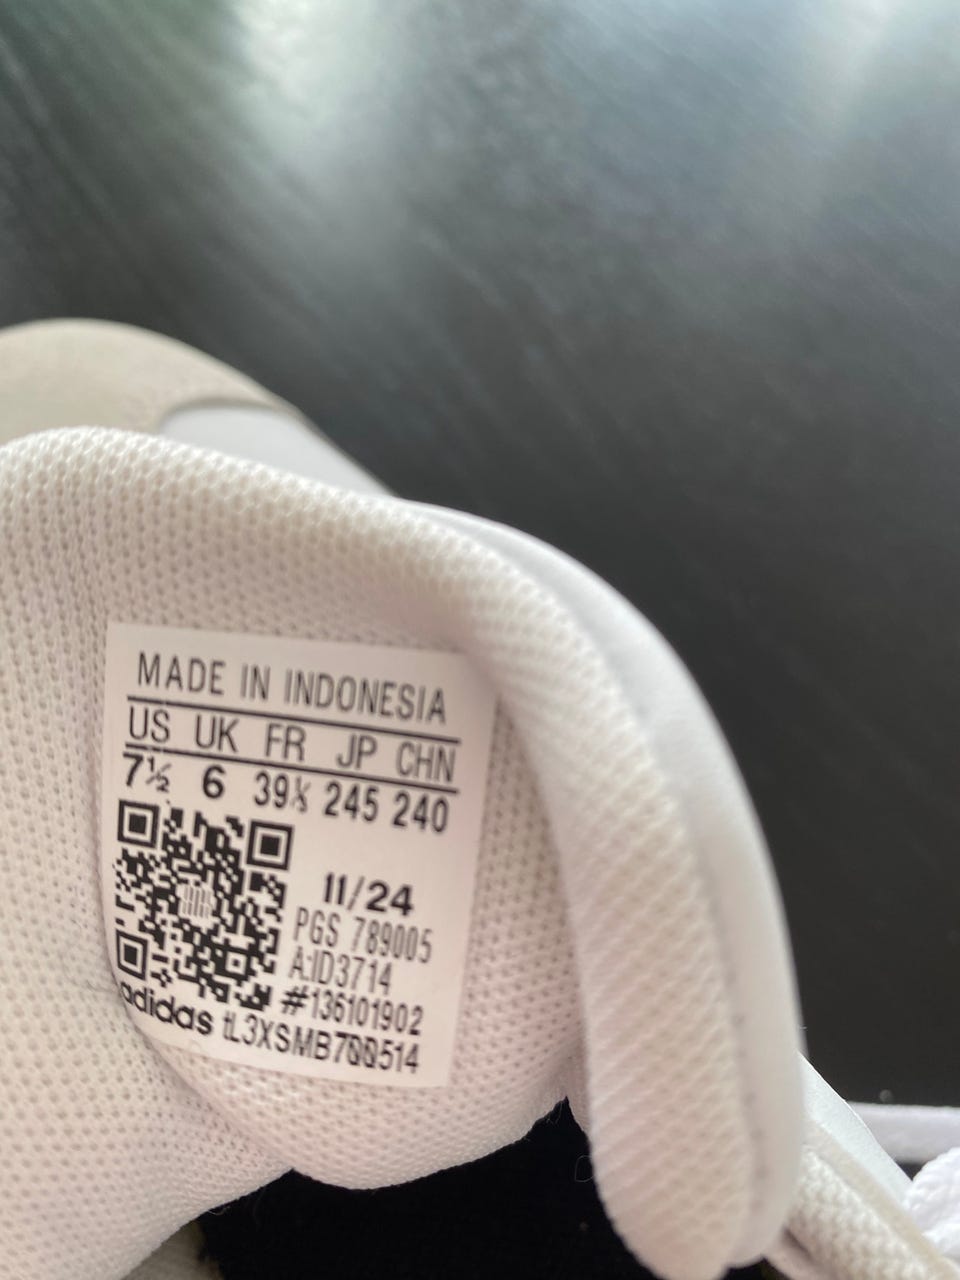 MADE IN INDONESIA
US UK FR JP CHN
7½ 6 39⅓ 245 240
11/24
PGS 789005
A:ID3714
#136101902
adidas tL3XSMB700514